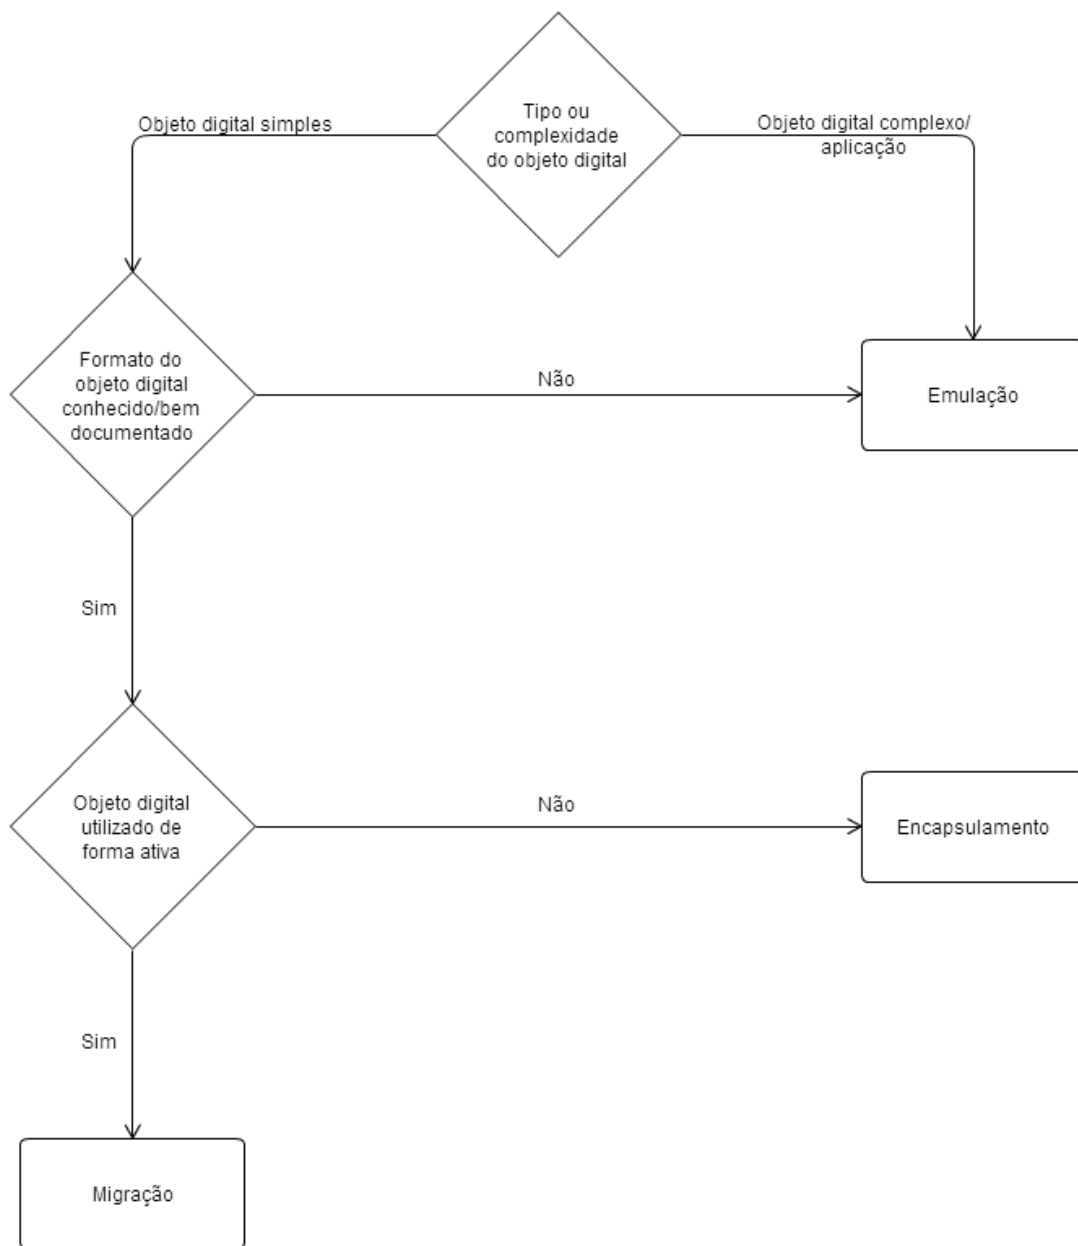 Tipo ou
complexidade
do objeto digital
Objeto digital simples
Objeto digital complexo/
aplicação
Formato do
objeto digital
conhecido/bem
documentado
Não
Emulação
Sim
Objeto digital
utilizado de
forma ativa
Não
Encapsulamento
Sim
Migração